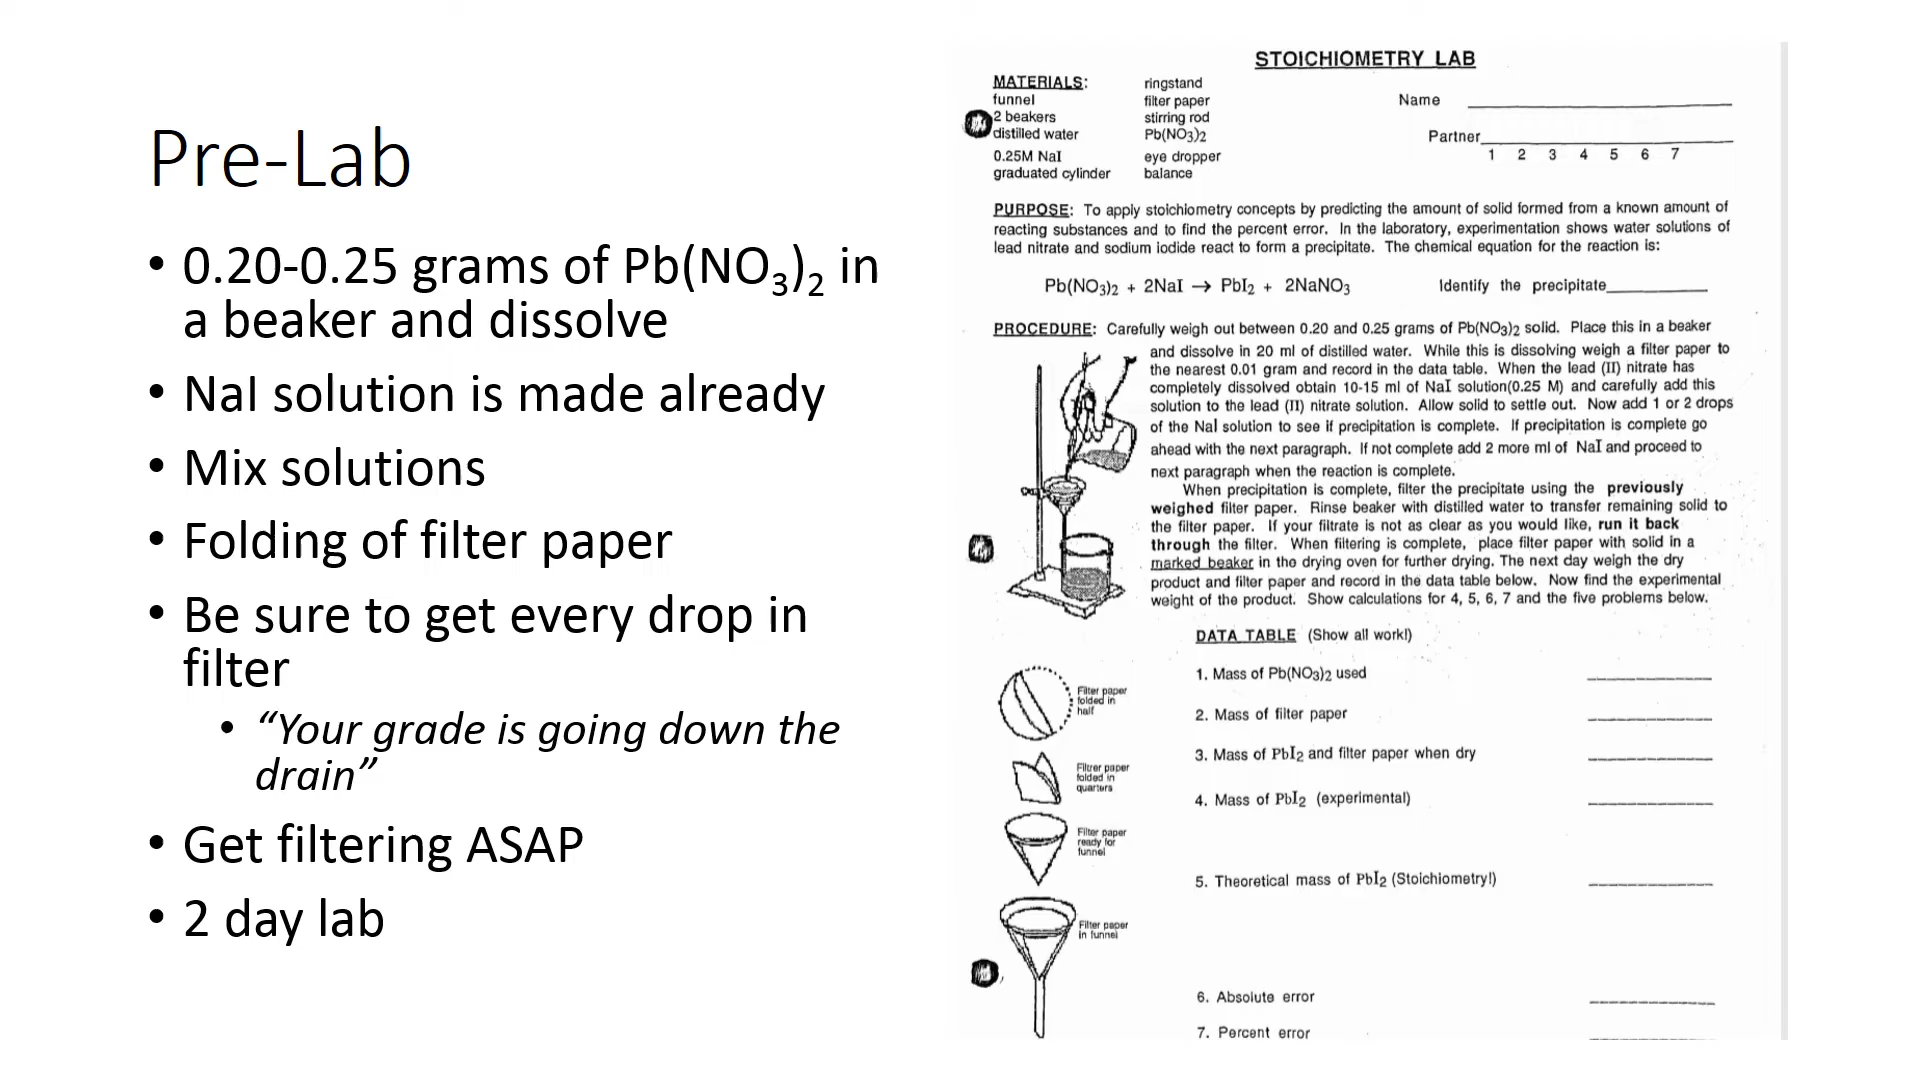 Pre-Lab
• 0.20-0.25 grams of Pb(NO₃)₂ in
a beaker and dissolve
• NaI solution is made already
• Mix solutions
• Folding of filter paper
• Be sure to get every drop in
filter
• “Your grade is going down the
drain”
• Get filtering ASAP
• 2 day lab
STOICHIOMETRY LAB
MATERIALS: ringstand
funnel filter paper
2 beakers stirring rod
distilled water Pb(NO3)2
0.25M NaI eye dropper
graduated cylinder balance
Name
Partner
1 2 3 4 5 6 7
PURPOSE: To apply stoichiometry concepts by predicting the amount of solid formed from a known amount of
reacting substances and to find the percent error. In the laboratory, experimentation shows water solutions of
lead nitrate and sodium iodide react to form a precipitate. The chemical equation for the reaction is:
Pb(NO3)2 + 2NaI → PbI2 + 2NaNO3 Identify the precipitate
PROCEDURE: Carefully weigh out between 0.20 and 0.25 grams of Pb(NO3)2 solid. Place this in a beaker
and dissolve in 20 ml of distilled water. While this is dissolving weigh a filter paper to
the nearest 0.01 gram and record in the data table. When the lead (II) nitrate has
completely dissolved obtain 10-15 ml of NaI solution(0.25 M) and carefully add this
solution to the lead (II) nitrate solution. Allow solid to settle out. Now add 1 or 2 drops
of the NaI solution to see if precipitation is complete. If precipitation is complete go
ahead with the next paragraph. If not complete add 2 more ml of NaI and proceed to
next paragraph when the reaction is complete.
When precipitation is complete, filter the precipitate using the previously
weighed filter paper. Rinse beaker with distilled water to transfer remaining solid to
the filter paper. If your filtrate is not as clear as you would like, run it back
through the filter. When filtering is complete, place filter paper with solid in a
marked beaker in the drying oven for further drying. The next day weigh the dry
product and filter paper and record in the data table below. Now find the experimental
weight of the product. Show calculations for 4, 5, 6, 7 and the five problems below.
DATA TABLE (Show all work!)
1. Mass of Pb(NO3)2 used
2. Mass of filter paper
3. Mass of PbI2 and filter paper when dry
4. Mass of PbI2 (experimental)
5. Theoretical mass of PbI2 (Stoichiometry!)
6. Absolute error
7. Percent error
Filter paper
folded in
half
Filter paper
folded in
quarters
Filter paper
ready for
funnel
Filter paper
in funnel